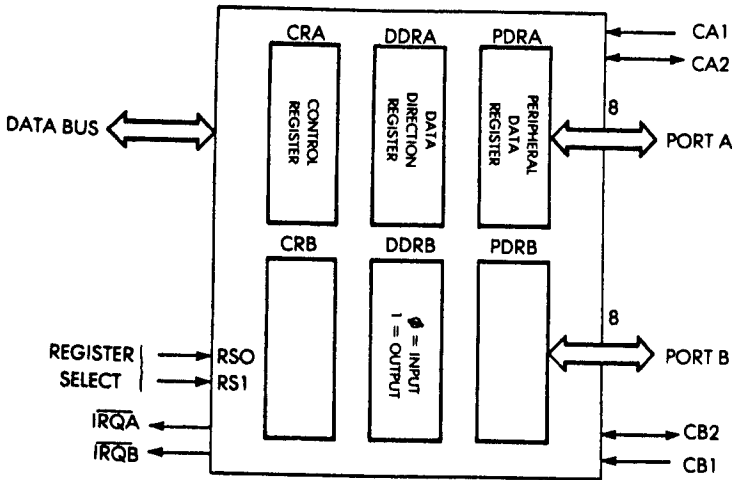 CRA
DDRA
PDRA
CA1
CA2
DATA BUS
CONTROL
REGISTER
DATA
DIRECTION
REGISTER
PERIPHERAL
DATA
REGISTER
8
PORT A
CRB
DDRB
PDRB
Ø = INPUT
1 = OUTPUT
8
PORT B
REGISTER
SELECT
RSO
RS1
IRQA
IRQB
CB2
CB1